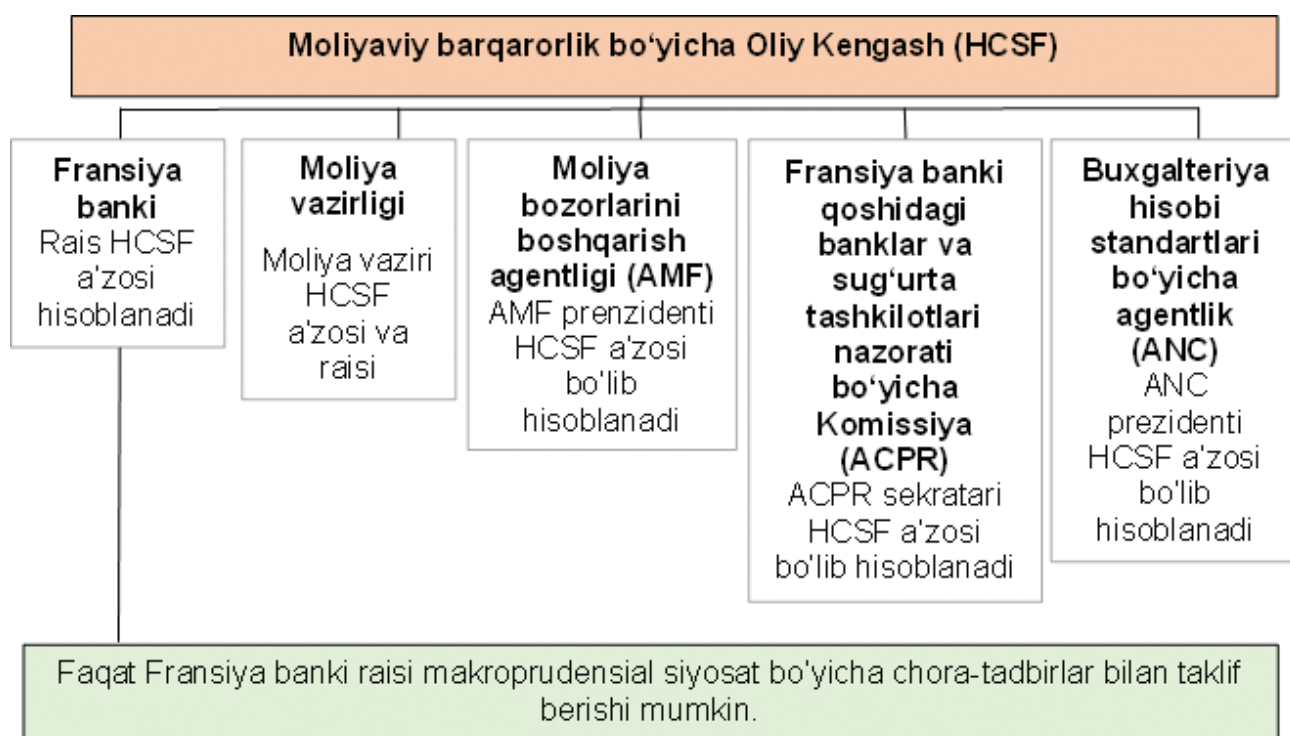 Moliyaviy barqarorlik bo‘yicha Oliy Kengash (HCSF)
Fransiya
banki
Rais HCSF
a'zosi
hisoblanadi
Moliya
vazirligi
Moliya vaziri
HCSF
a'zosi va
raisi
Moliya
bozorlarini
boshqarish
agentligi (AMF)
AMF prenzidenti
HCSF a'zosi
bo'lib
hisoblanadi
Fransiya banki
qoshidagi
banklar va
sug‘urta
tashkilotlari
nazorati
bo‘yicha
Komissiya
(ACPR)
ACPR sekratari
HCSF a'zosi
bo'lib hisoblanadi
Buxgalteriya
hisobi
standartlari
bo‘yicha
agentlik
(ANC)
ANC
prezidenti
HCSF a'zosi
bo'lib
hisoblanadi
Faqat Fransiya banki raisi makroprudensial siyosat bo'yicha chora-tadbirlar bilan taklif
berishi mumkin.